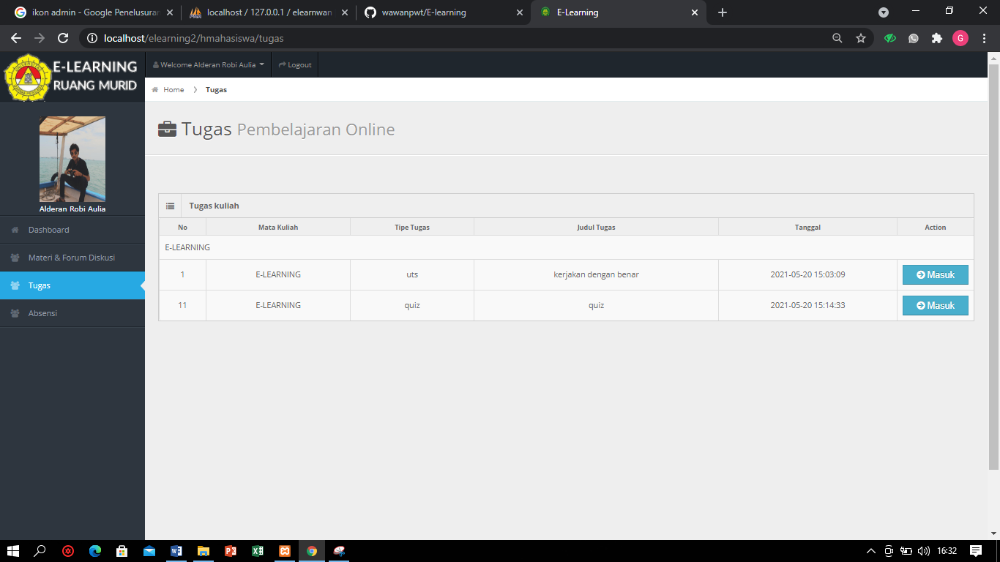 ikon admin - Google Penelusuran
localhost / 127.0.0.1 / elearnwan
wawanpwt/E-learning
E-Learning
localhost/elearning2/hmahasiswa/tugas
G
E-LEARNING
RUANG MURID
Welcome Alderan Robi Aulia
Logout
Home
Tugas
Alderan Robi Aulia
Dashboard
Materi & Forum Diskusi
Tugas
Absensi
Tugas Pembelajaran Online
Tugas kuliah
No Mata Kuliah Tipe Tugas Judul Tugas Tanggal Action
E-LEARNING
1 E-LEARNING uts kerjakan dengan benar 2021-05-20 15:03:09 Masuk
11 E-LEARNING quiz quiz 2021-05-20 15:14:33 Masuk
16:32